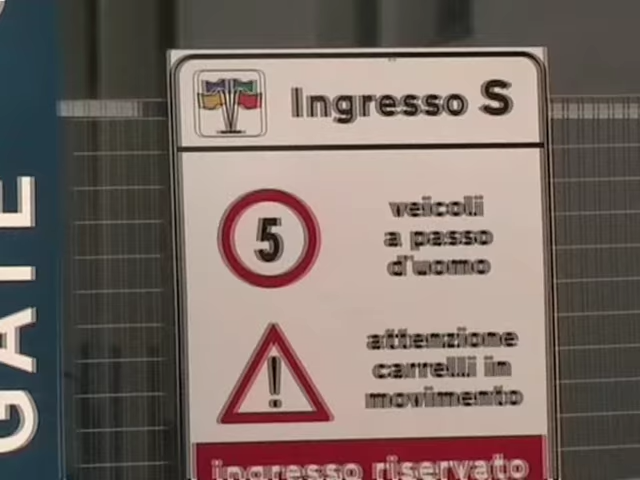 GATE
Ingresso S
5
veicoli
a passo
d'uomo
!
attenzione
carrelli in
movimento
ingresso riservato